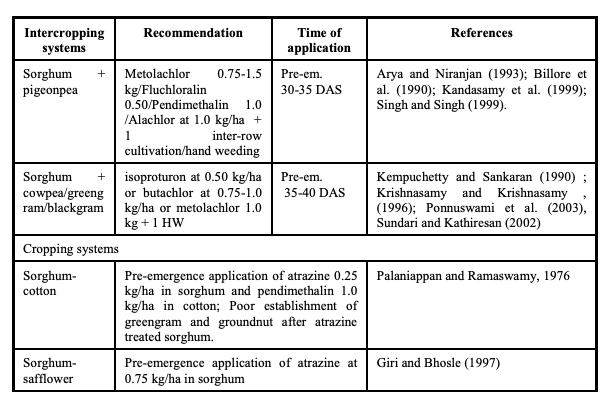 Intercropping systems Recommendation Time of application References
Sorghum +
pigeonpea
Metolachlor 0.75-1.5
kg/Fluchloralin
0.50/Pendimethalin 1.0
/Alachlor at 1.0 kg/ha +
1 inter-row
cultivation/hand weeding
Pre-em.
30-35 DAS
Arya and Niranjan (1993); Billore et
al. (1990); Kandasamy et al. (1999);
Singh and Singh (1999).
Sorghum +
cowpea/greeng
ram/blackgram
isoproturon at 0.50 kg/ha
or butachlor at 0.75-1.0
kg/ha or metolachlor 1.0
kg + 1 HW
Pre-em.
35-40 DAS
Kempuchetty and Sankaran (1990) ;
Krishnasamy and Krishnasamy ,
(1996); Ponnuswami et al. (2003),
Sundari and Kathiresan (2002)
Cropping systems
Sorghum-
cotton
Pre-emergence application of atrazine 0.25
kg/ha in sorghum and pendimethalin 1.0
kg/ha in cotton; Poor establishment of
greengram and groundnut after atrazine
treated sorghum.
Palaniappan and Ramaswamy, 1976
Sorghum-
safflower
Pre-emergence application of atrazine at
0.75 kg/ha in sorghum
Giri and Bhosle (1997)